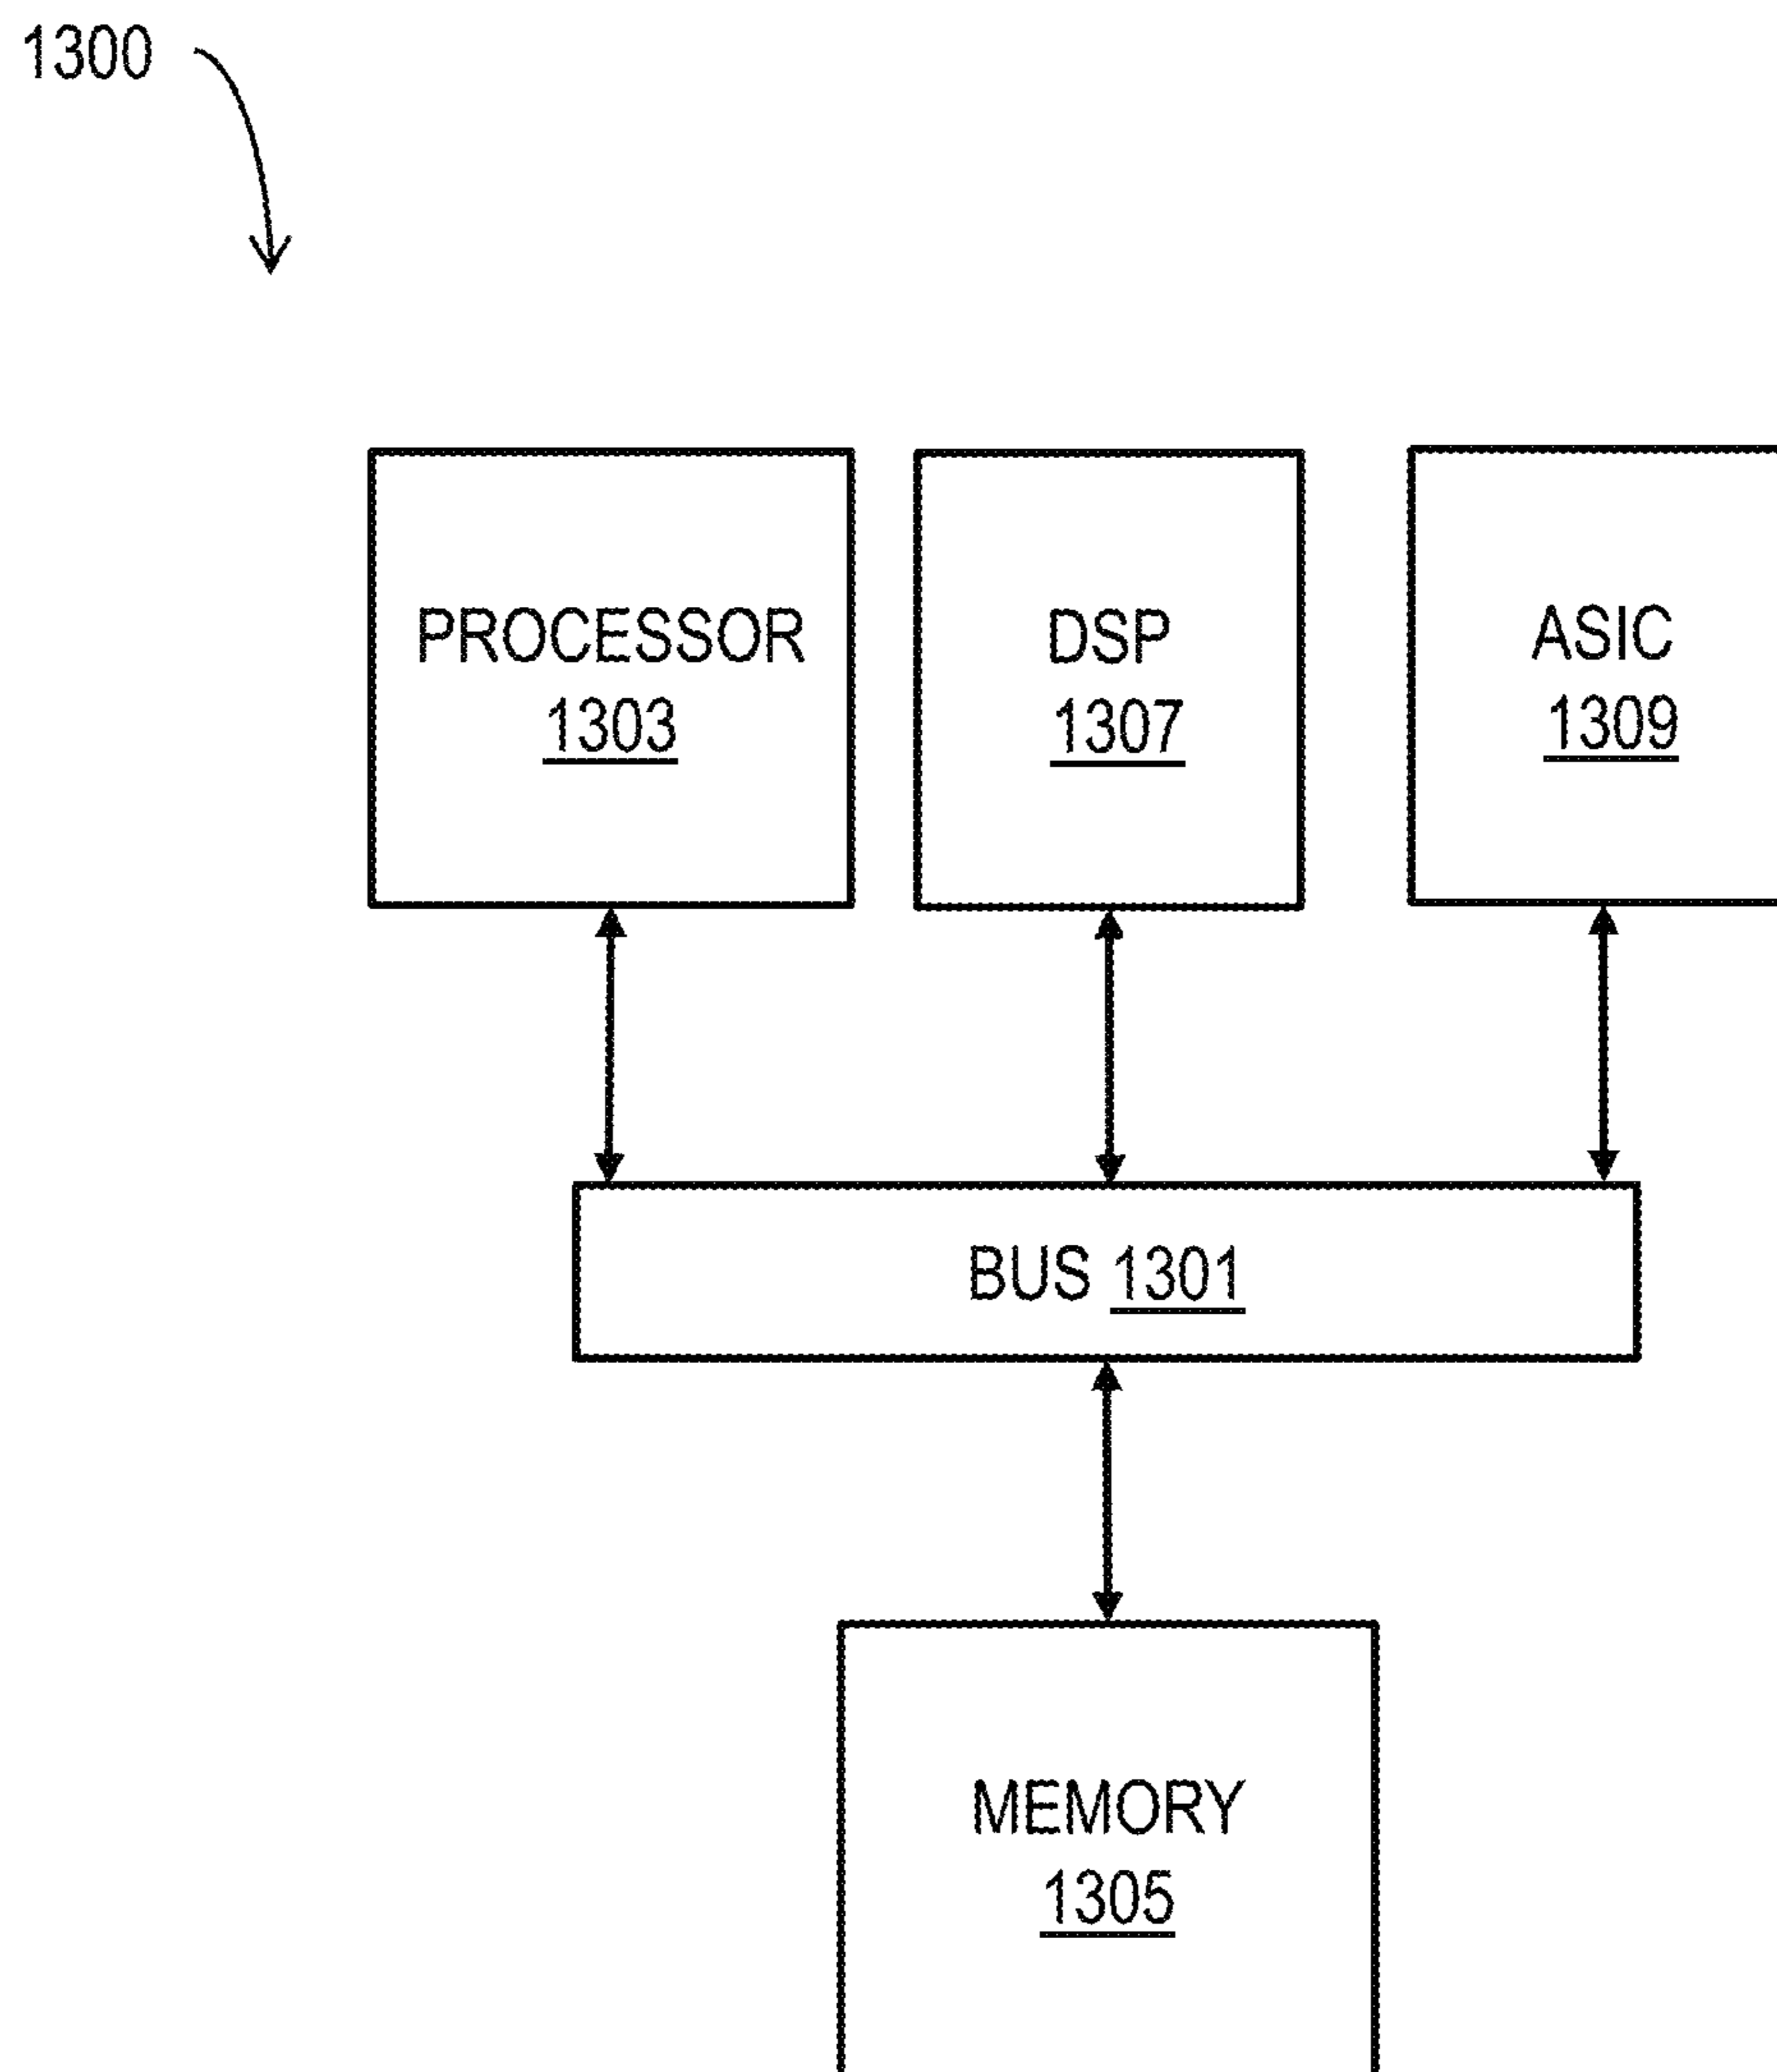 1300
PROCESSOR
1303
DSP
1307
ASIC
1309
BUS 1301
MEMORY
1305